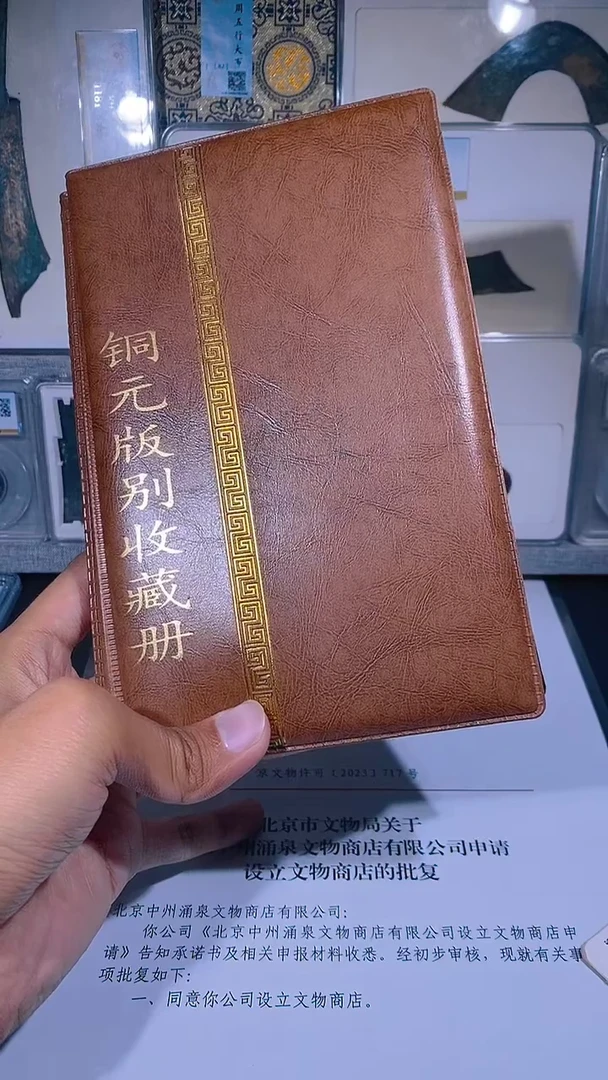 铜元版别收藏册
京文物许可〔2023〕717号
北京市文物局关于
州涌泉文物商店有限公司申请
设立文物商店的批复
北京中州涌泉文物商店有限公司：
你公司《北京中州涌泉文物商店有限公司设立文物商店申
请》告知承诺书及相关申报材料收悉。经初步审核，现就有关事
项批复如下：
一、同意你公司设立文物商店。